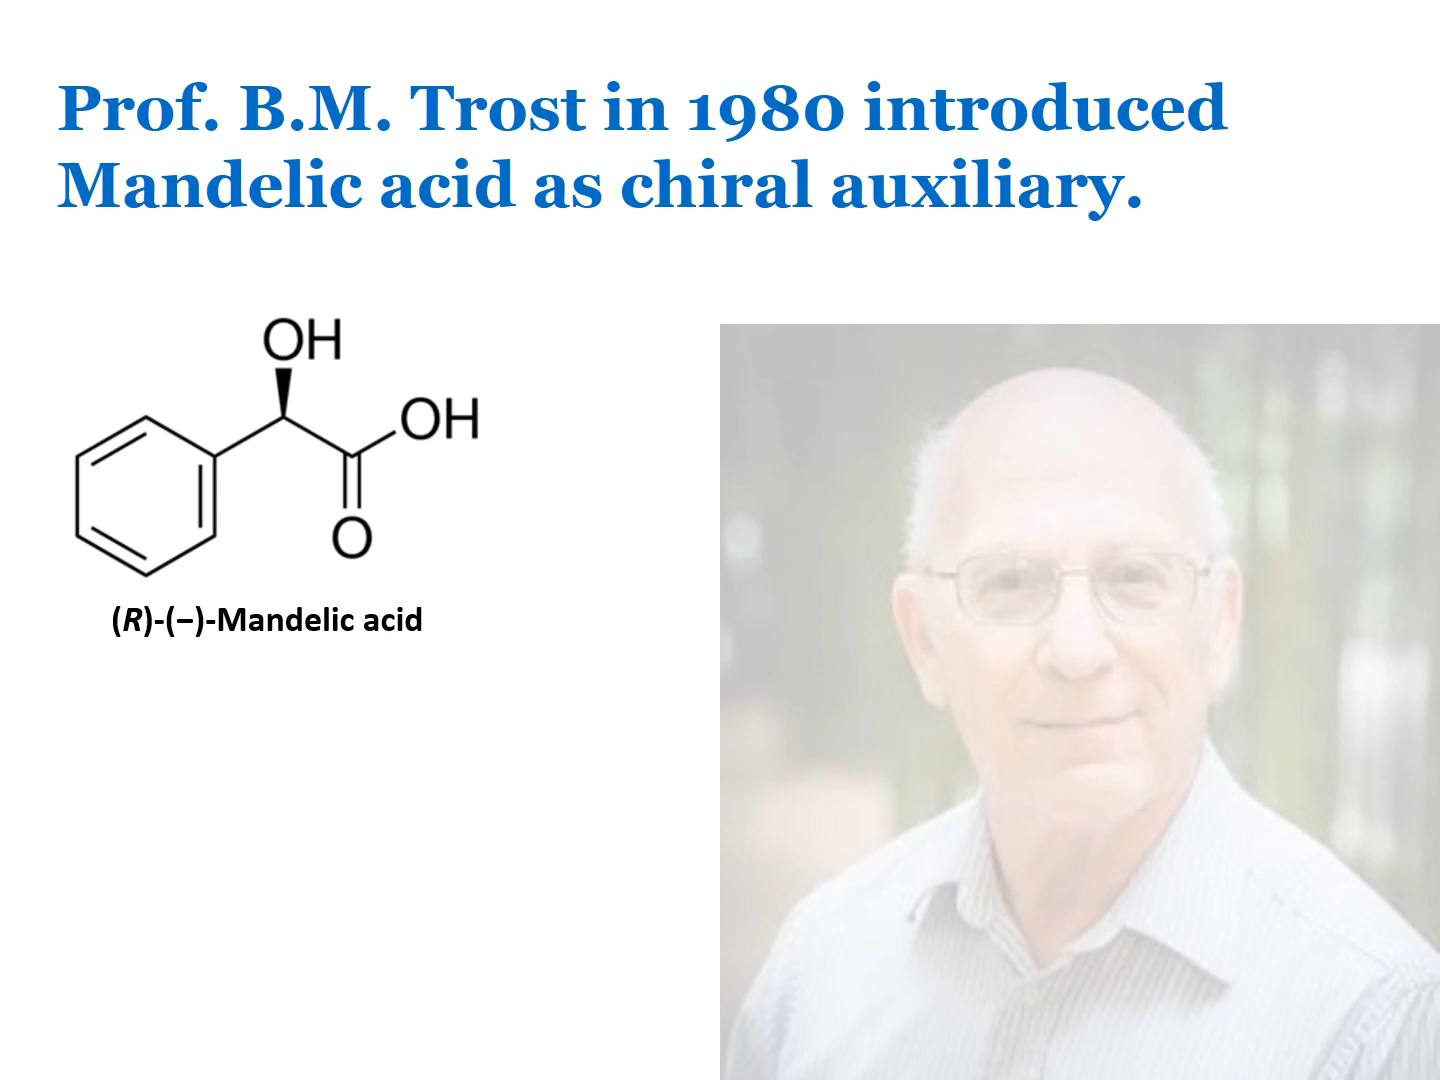 Prof. B.M. Trost in 1980 introduced
Mandelic acid as chiral auxiliary.
OH
OH
O
(R)-(−)-Mandelic acid